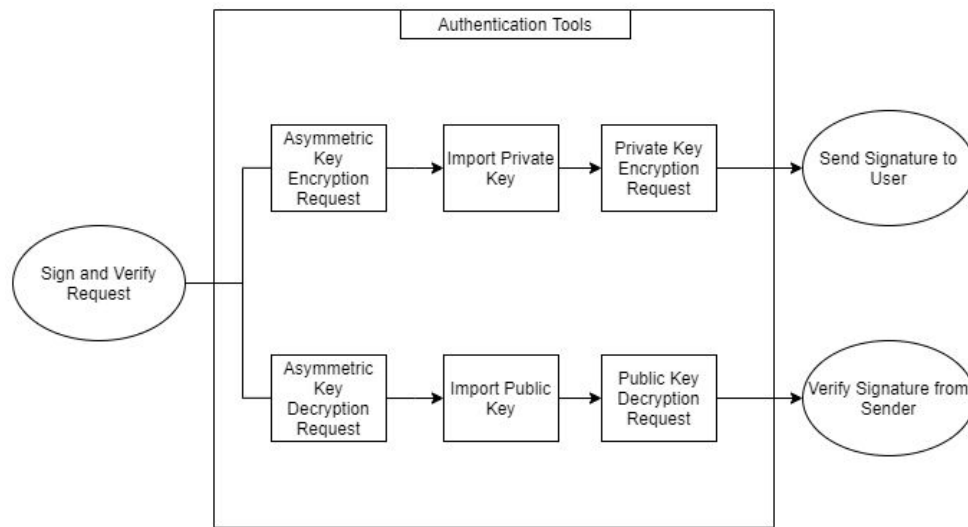 Authentication Tools
Asymmetric
Key
Encryption
Request
Import Private
Key
Private Key
Encryption
Request
Send Signature to
User
Sign and Verify
Request
Asymmetric
Key
Decryption
Request
Import Public
Key
Public Key
Decryption
Request
Verify Signature from
Sender